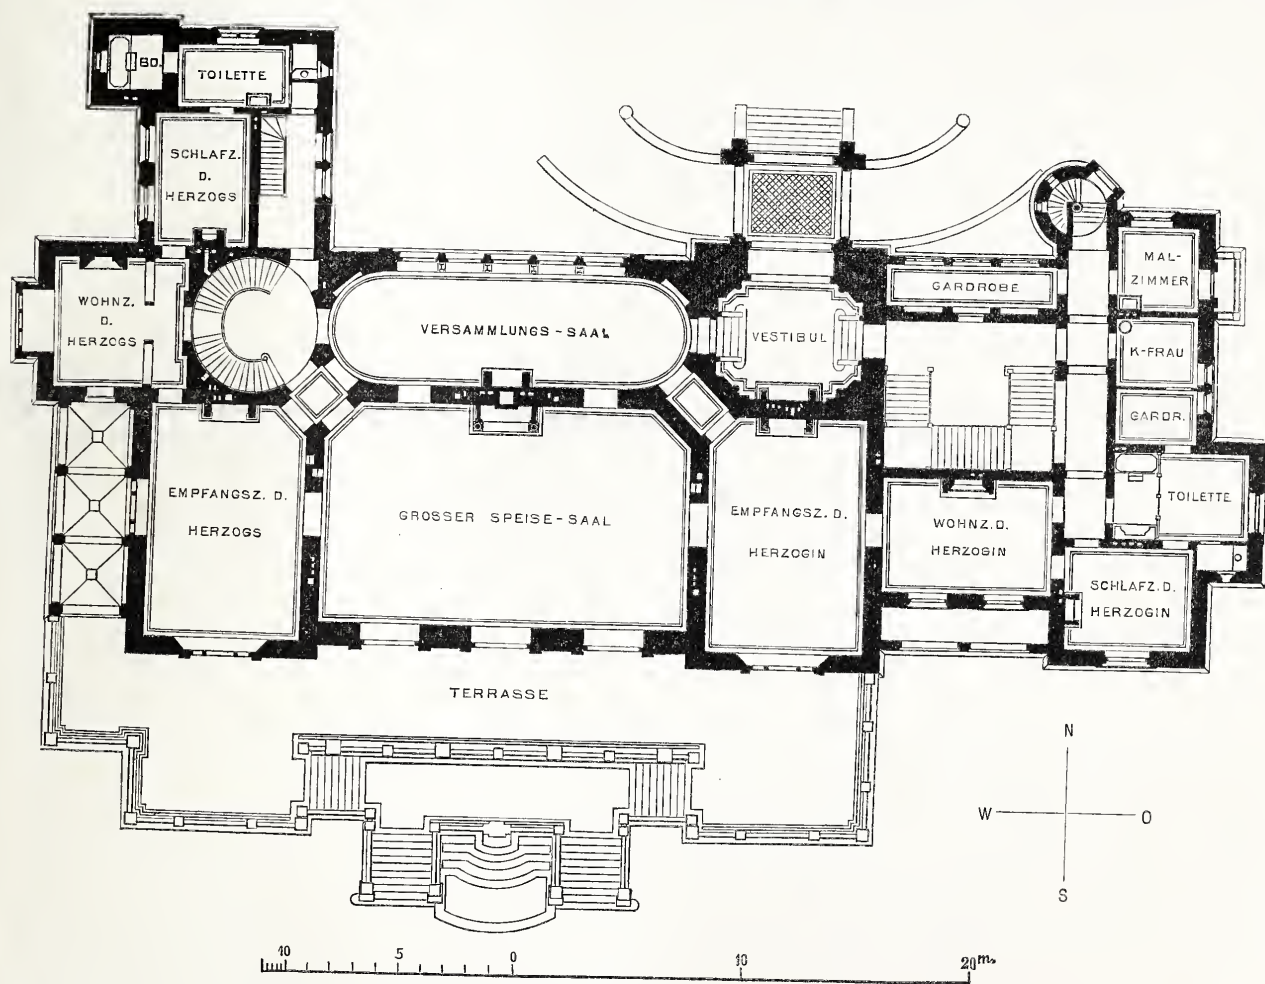 BD.
TOILETTE
SCHLAFZ.
D.
HERZOGS
WOHNZ.
D.
HERZOGS
VERSAMMLUNGS-SAAL
VESTIBUL
GARDROBE
MAL-
ZIMMER
K-FRAU
GARDR.
TOILETTE
EMPFANGSZ. D.
HERZOGS
GROSSER SPEISE-SAAL
EMPFANGSZ. D.
HERZOGIN
WOHNZ. D.
HERZOGIN
SCHLAFZ. D.
HERZOGIN
TERRASSE
N
W
O
S
10 5 0 10 20 m.